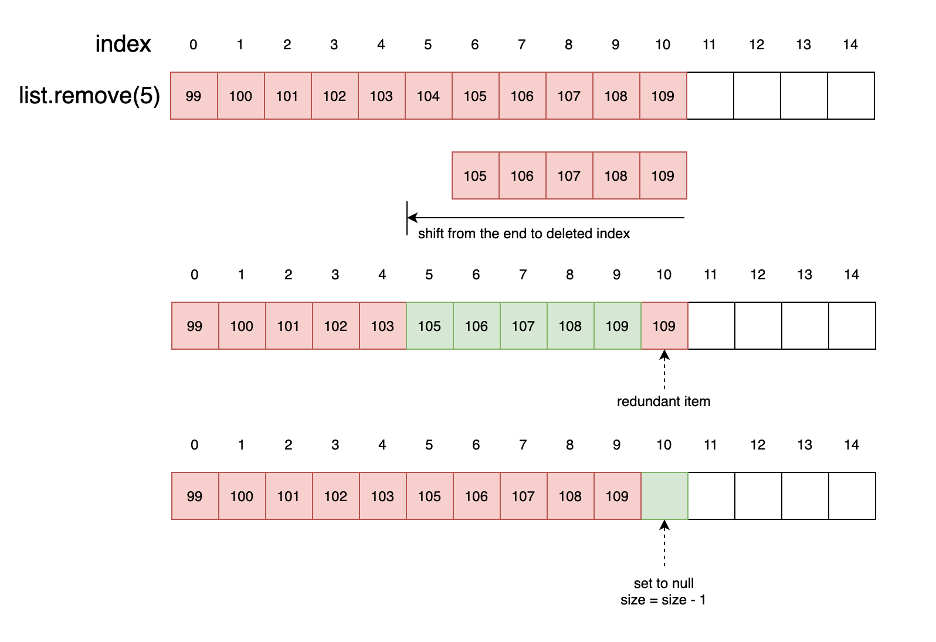 index 0 1 2 3 4 5 6 7 8 9 10 11 12 13 14
list.remove(5) 99 100 101 102 103 104 105 106 107 108 109
105 106 107 108 109
shift from the end to deleted index
0 1 2 3 4 5 6 7 8 9 10 11 12 13 14
99 100 101 102 103 105 106 107 108 109 109
redundant item
0 1 2 3 4 5 6 7 8 9 10 11 12 13 14
99 100 101 102 103 105 106 107 108 109
set to null
size = size - 1